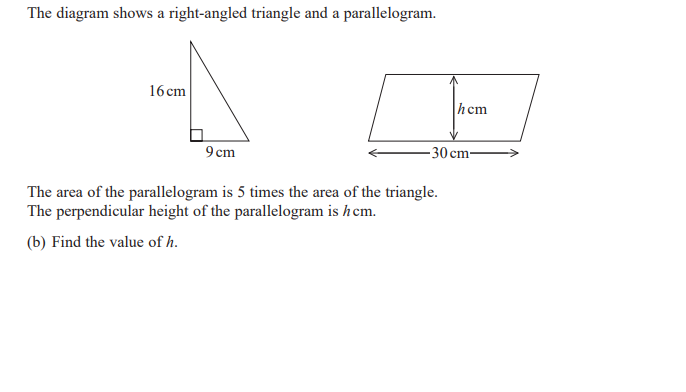 The diagram shows a right-angled triangle and a parallelogram.
16 cm
h cm
9 cm
30 cm
The area of the parallelogram is 5 times the area of the triangle.
The perpendicular height of the parallelogram is h cm.
(b) Find the value of h.